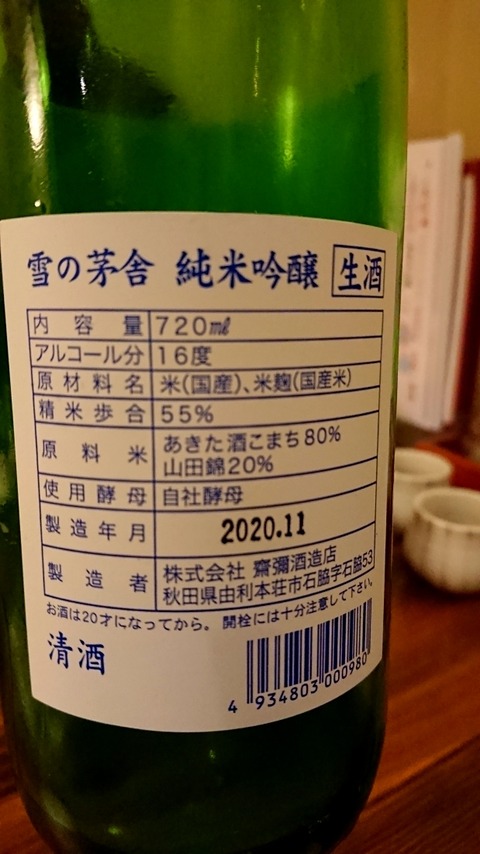 雪の茅舎 純米吟醸 生酒
内容量 720ml
アルコール分 16度
原材料名 米(国産)、米麹(国産米)
精米歩合 55%
原料米 あきた酒こまち80%
山田錦20%
使用酵母 自社酵母
製造年月 2020.11
製造者 株式会社 齋彌酒造店
秋田県由利本荘市石脇字石脇53
お酒は20才になってから。 開栓には十分注意して下さい。
清酒
4 934803 000980